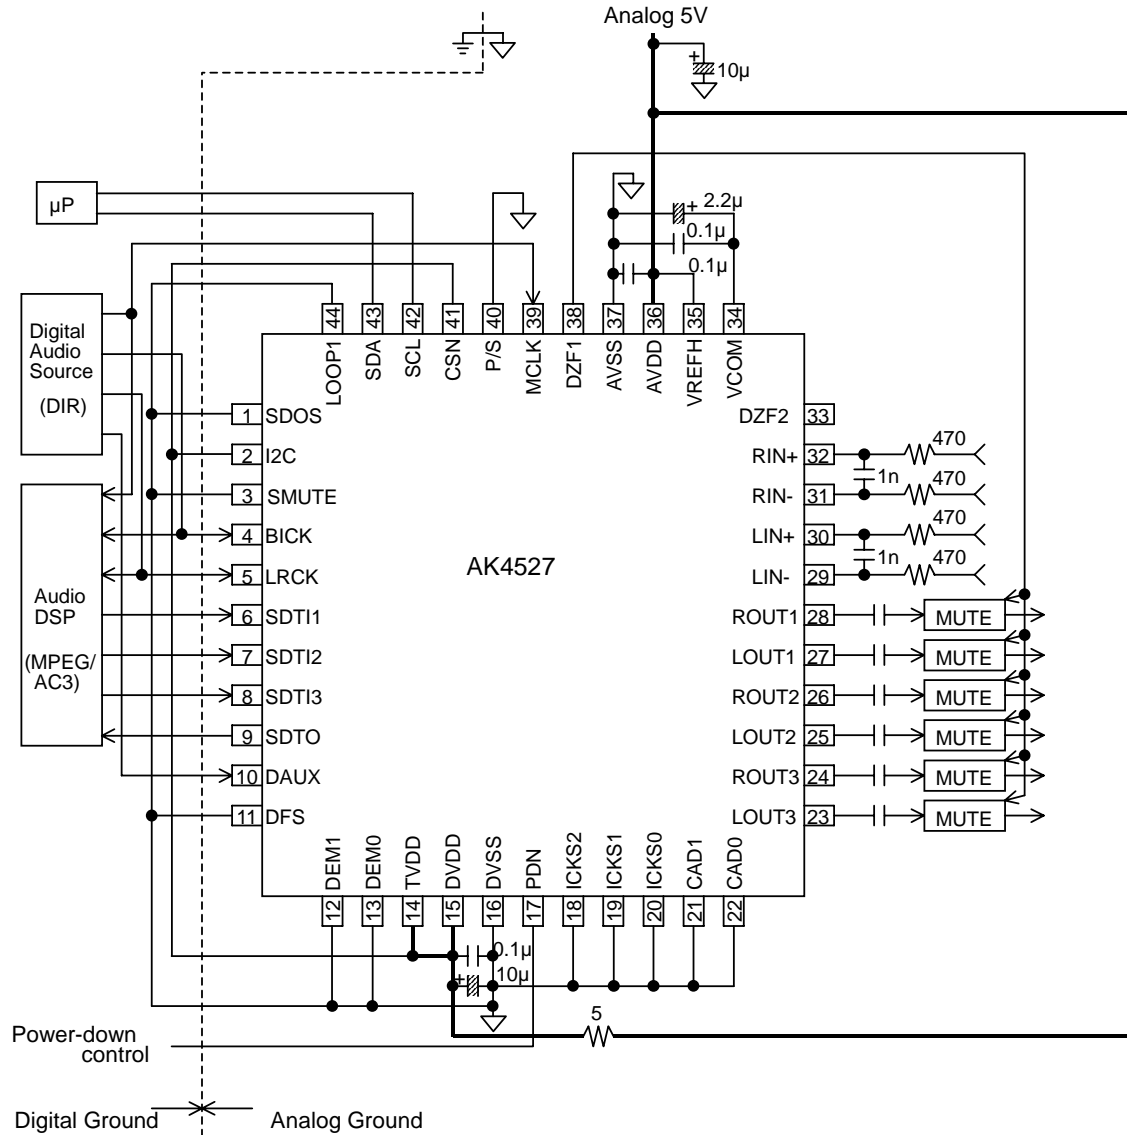 Analog 5V
+
10µ
µP
+ 2.2µ
0.1µ
0.1µ
44 43 42 41 40 39 38 37 36 35 34
LOOP1 SDA SCL CSN P/S MCLK DZF1 AVSS AVDD VREFH VCOM
Digital
Audio
Source
(DIR)
Audio
DSP
(MPEG/
AC3)
1 SDOS
2 I2C
3 SMUTE
4 BICK
5 LRCK
6 SDTI1
7 SDTI2
8 SDTI3
9 SDTO
10 DAUX
11 DFS
AK4527
DZF2 33
RIN+ 32 470
1n
RIN- 31 470
LIN+ 30 470
1n
LIN- 29 470
ROUT1 28 MUTE
LOUT1 27 MUTE
ROUT2 26 MUTE
LOUT2 25 MUTE
ROUT3 24 MUTE
LOUT3 23 MUTE
DEM1 DEM0 TVDD DVDD DVSS PDN ICKS2 ICKS1 ICKS0 CAD1 CAD0
12 13 14 15 16 17 18 19 20 21 22
0.1µ
+ 10µ
5
Power-down
control
Digital Ground Analog Ground